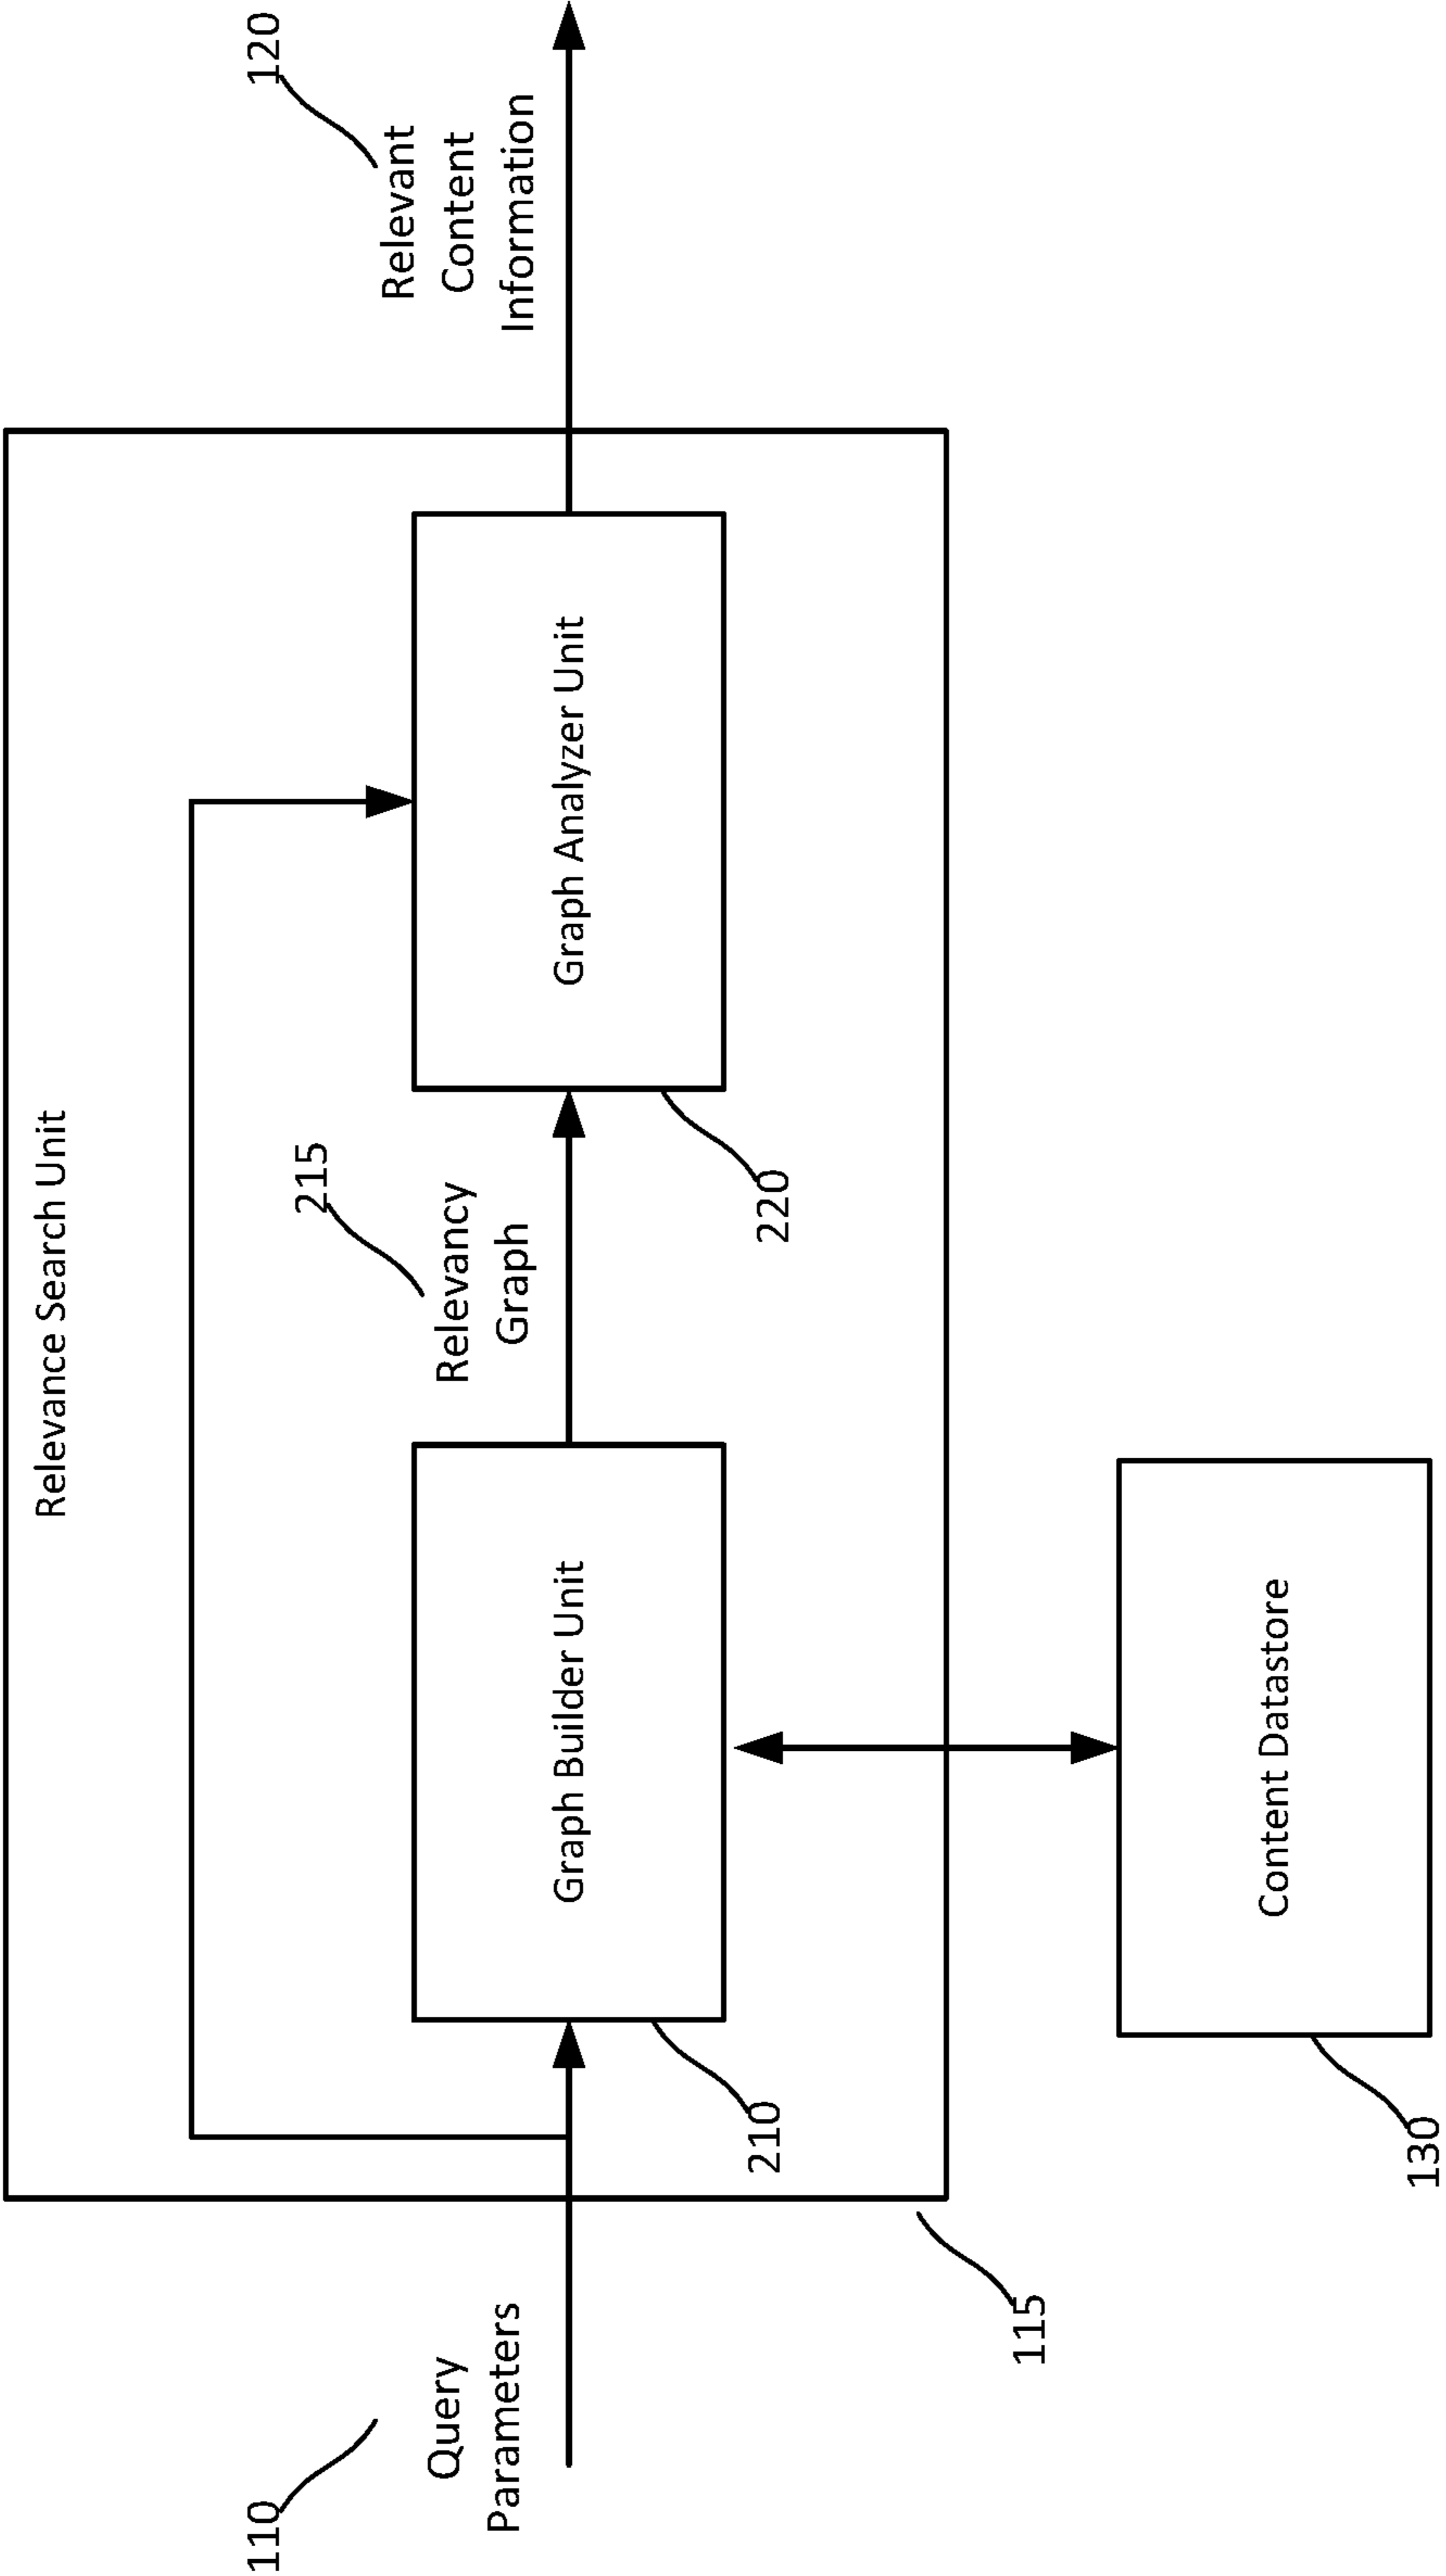 Relevance Search Unit
110
Query
Parameters
210
Graph Builder Unit
215
Relevancy
Graph
220
Graph Analyzer Unit
120
Relevant
Content
Information
115
130
Content Datastore